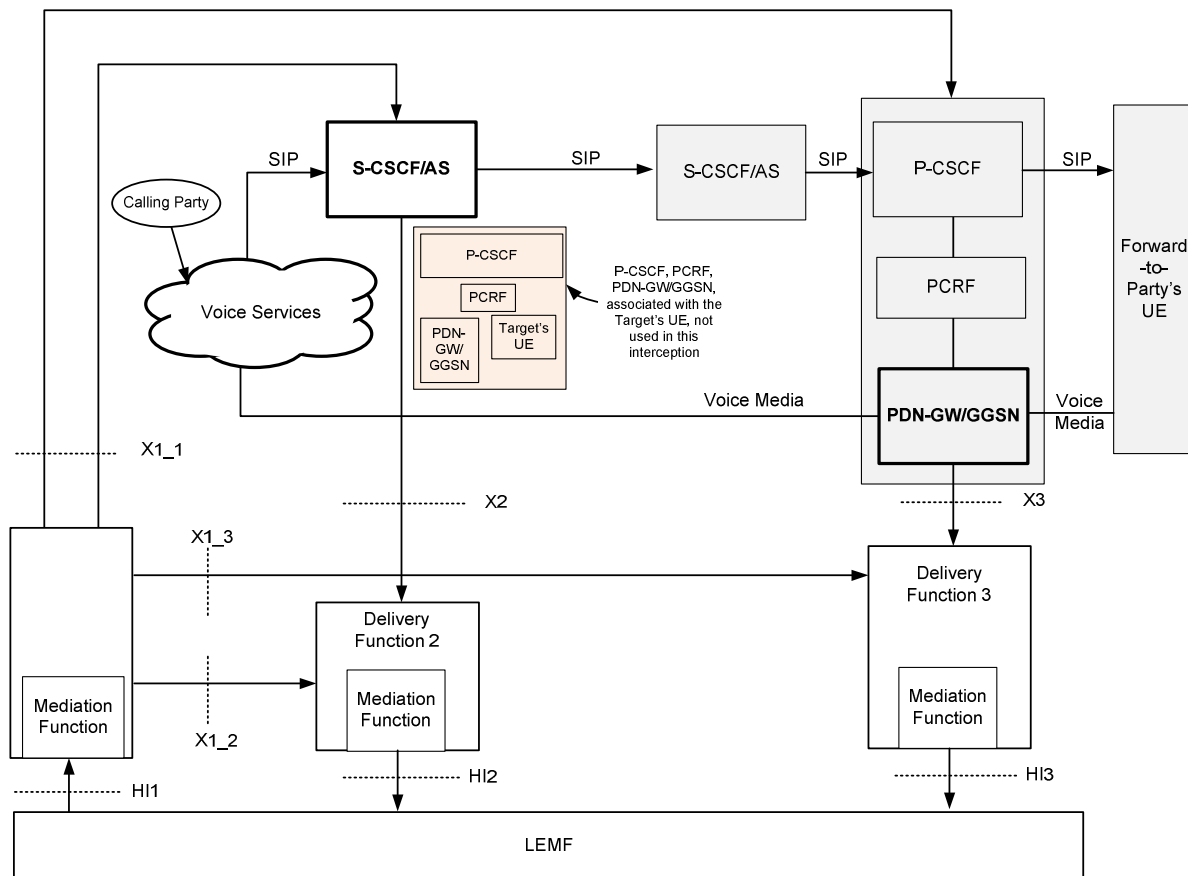 SIP
S-CSCF/AS
SIP
S-CSCF/AS
SIP
P-CSCF
SIP
Calling Party
Voice Services
P-CSCF
PCRF
PDN-
GW/
GGSN
Target's
UE
P-CSCF, PCRF,
PDN-GW/GGSN,
associated with the
Target's UE, not
used in this
interception
PCRF
Forward
-to-
Party's
UE
Voice Media
PDN-GW/GGSN
Voice
Media
X1_1
X2
X3
X1_3
Delivery
Function 2
Delivery
Function 3
Mediation
Function
X1_2
Mediation
Function
Mediation
Function
HI1
HI2
HI3
LEMF